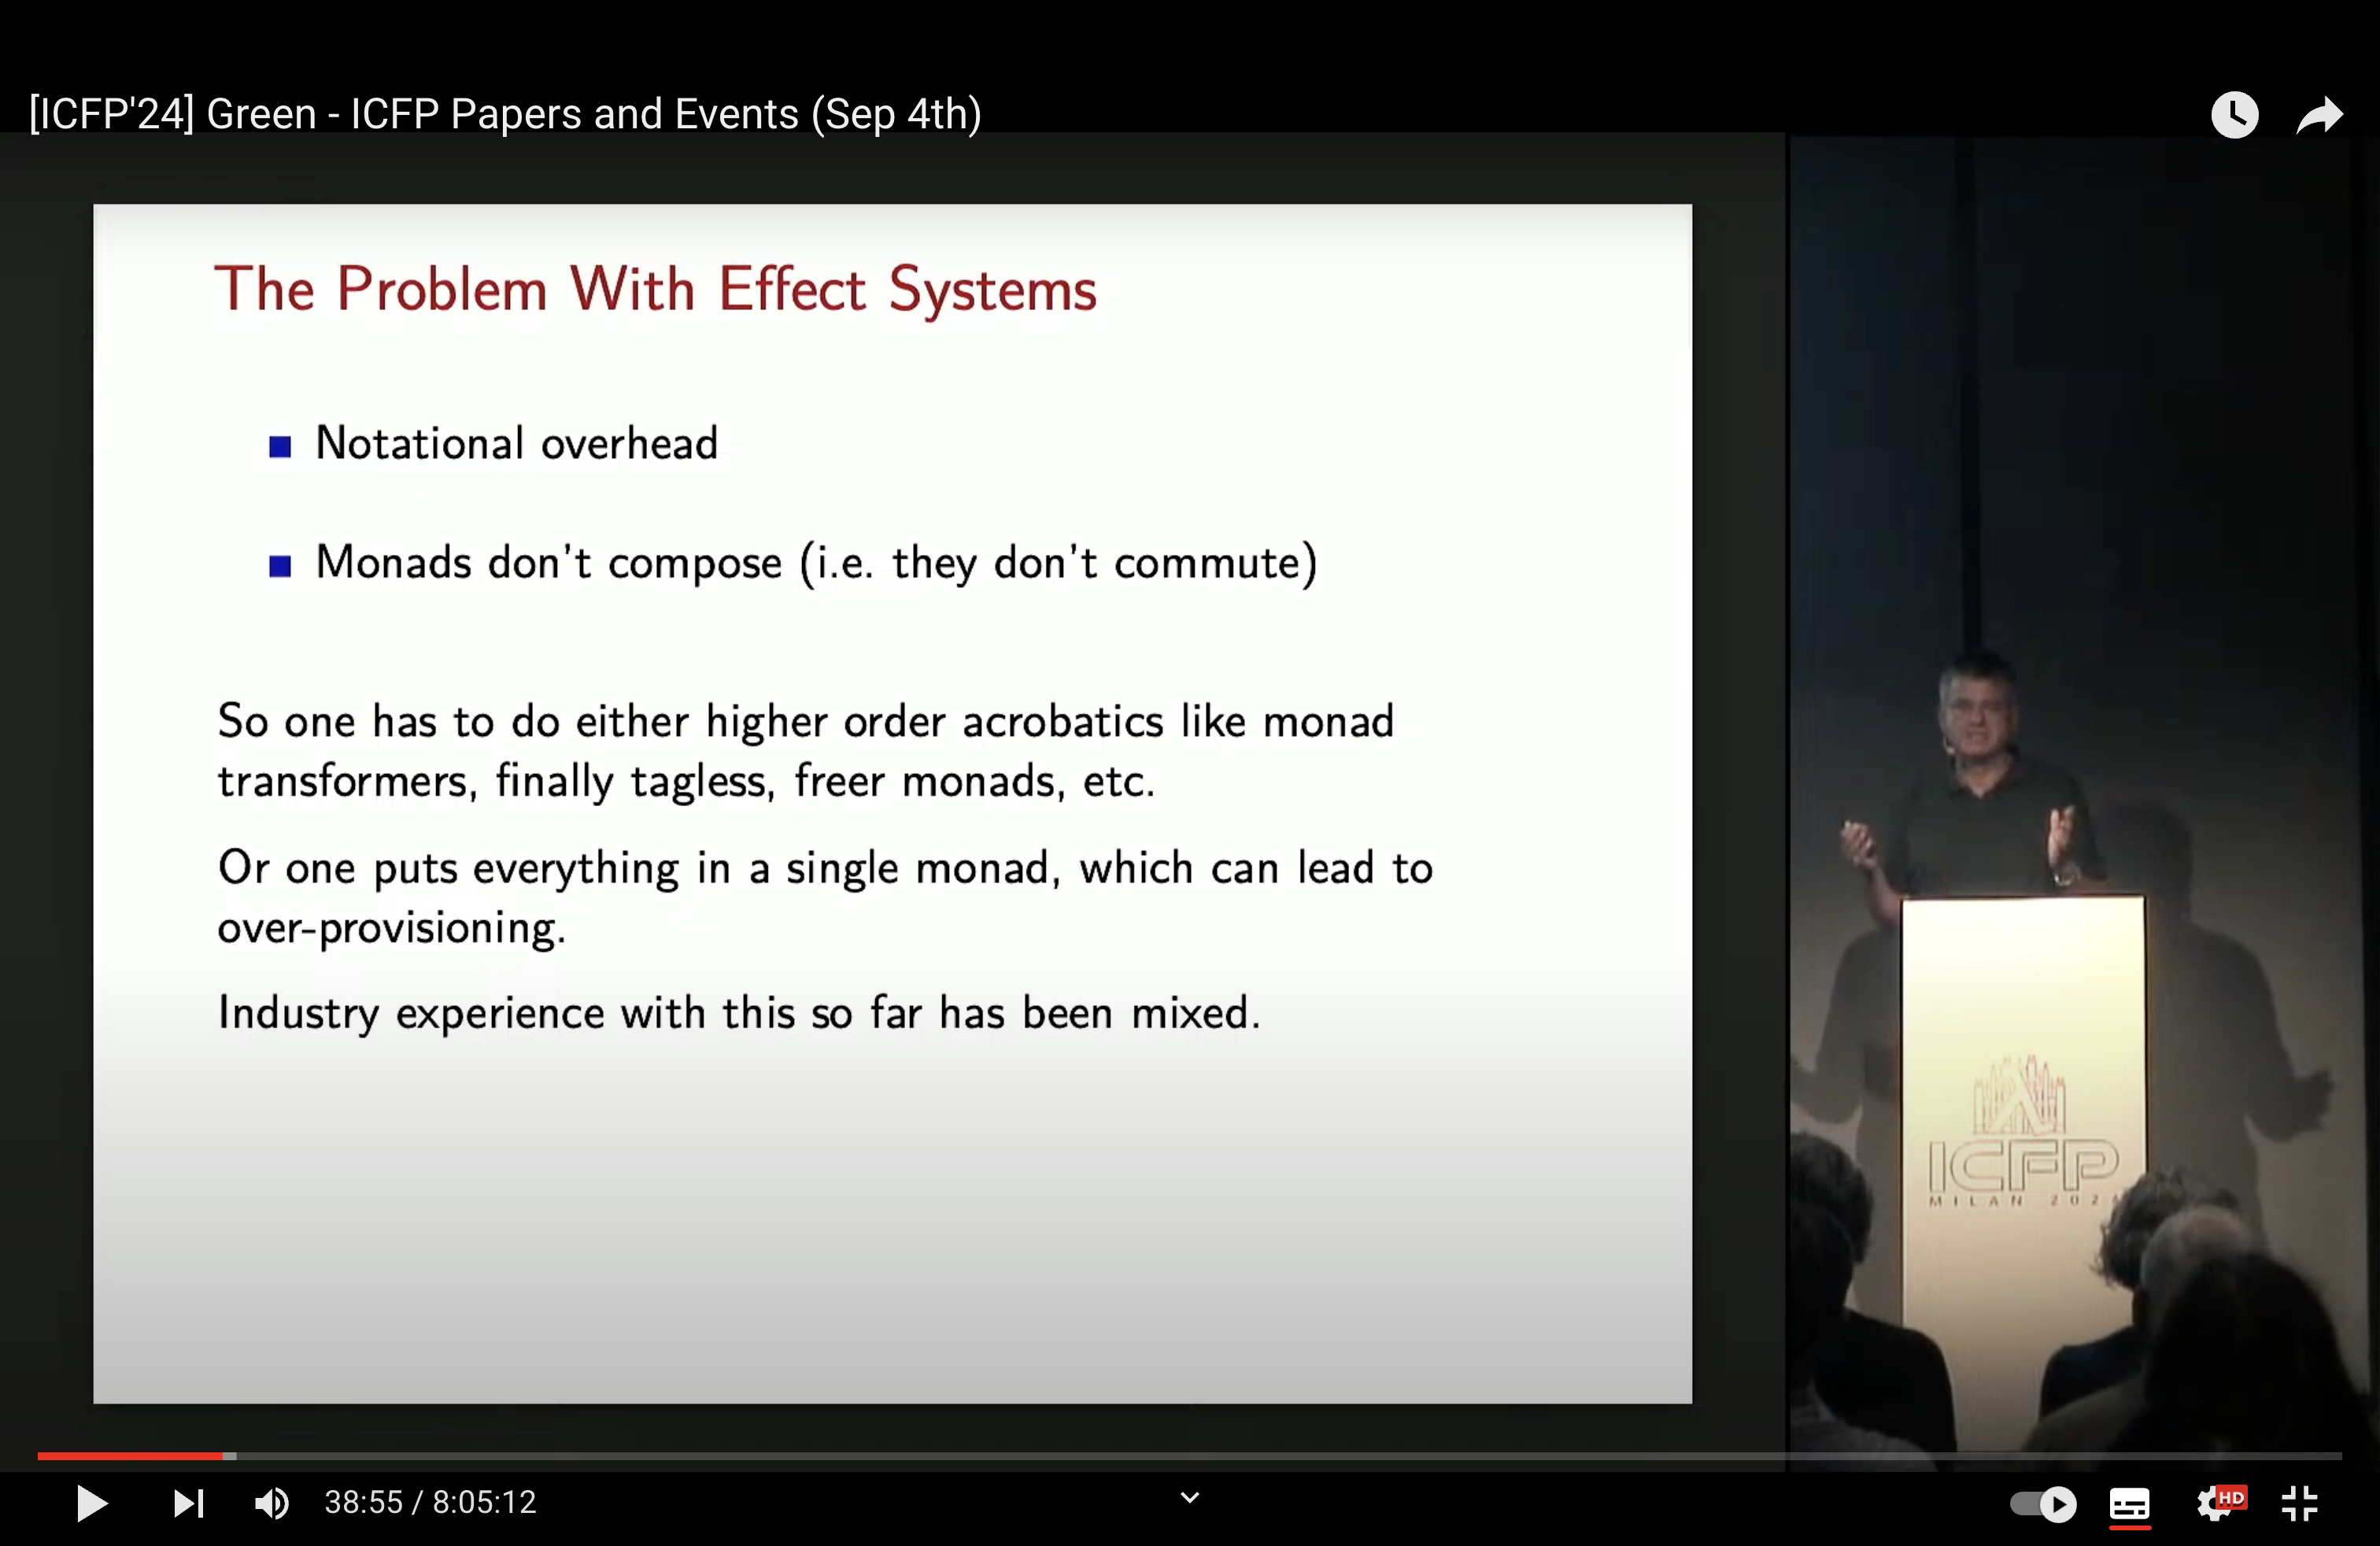 [ICFP'24] Green - ICFP Papers and Events (Sep 4th)
The Problem With Effect Systems
Notational overhead
Monads don't compose (i.e. they don't commute)
So one has to do either higher order acrobatics like monad
transformers, finally tagless, freer monads, etc.
Or one puts everything in a single monad, which can lead to
over-provisioning.
Industry experience with this so far has been mixed.
ICFP
MILAN 202
38:55 / 8:05:12
HD